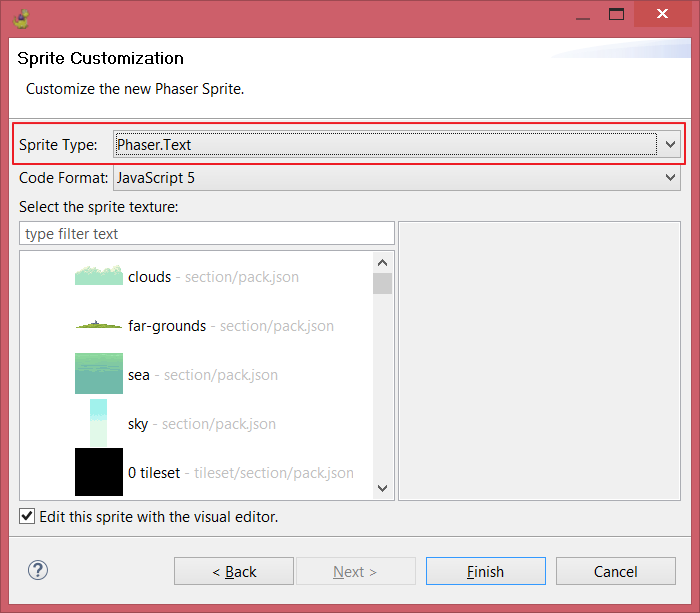 Sprite Customization
Customize the new Phaser Sprite.
Sprite Type: Phaser.Text
Code Format: JavaScript 5
Select the sprite texture:
type filter text
clouds - section/pack.json
far-grounds - section/pack.json
sea - section/pack.json
sky - section/pack.json
0 tileset - tileset/section/pack.json
Edit this sprite with the visual editor.
? < Back Next > Finish Cancel